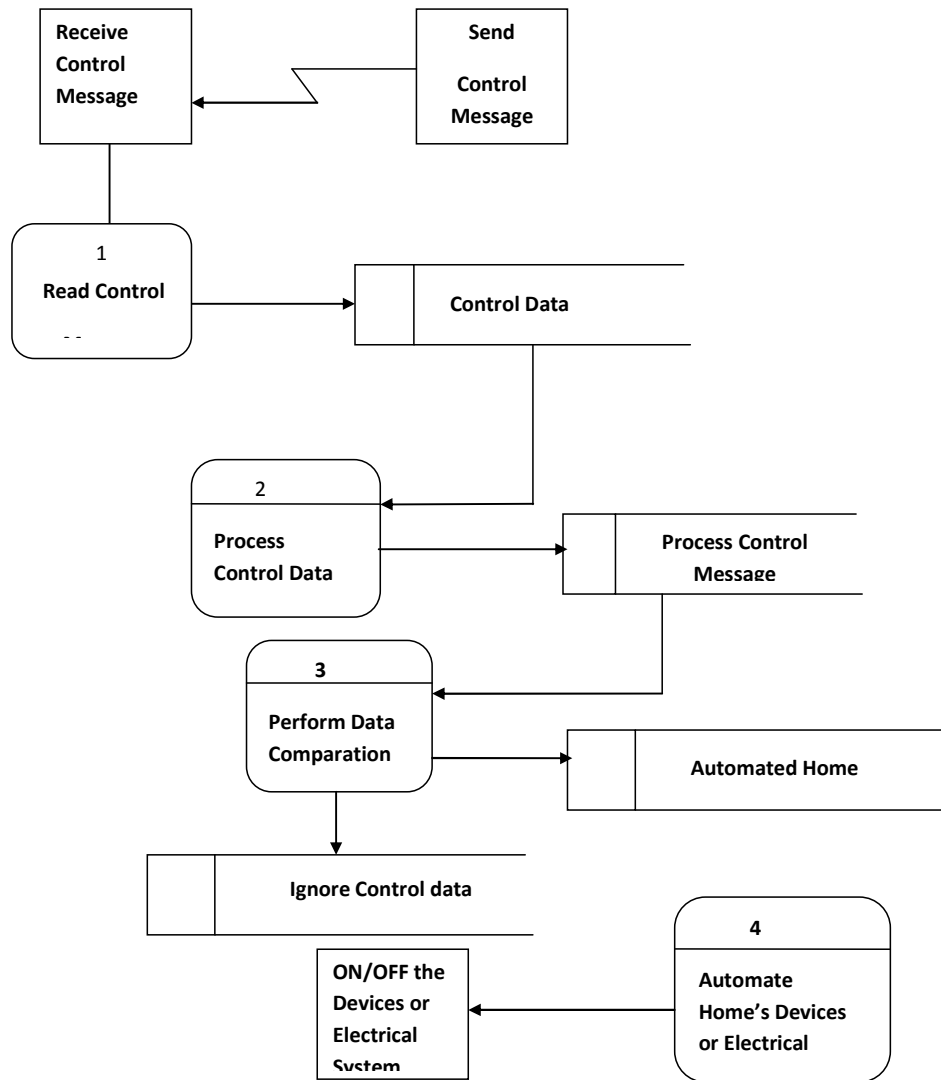 Receive
Control
Message
Send
Control
Message
1
Read Control
Control Data
2
Process
Control Data
Process Control
Message
3
Perform Data
Comparation
Automated Home
Ignore Control data
4
Automate
Home’s Devices
or Electrical
ON/OFF the
Devices or
Electrical
System